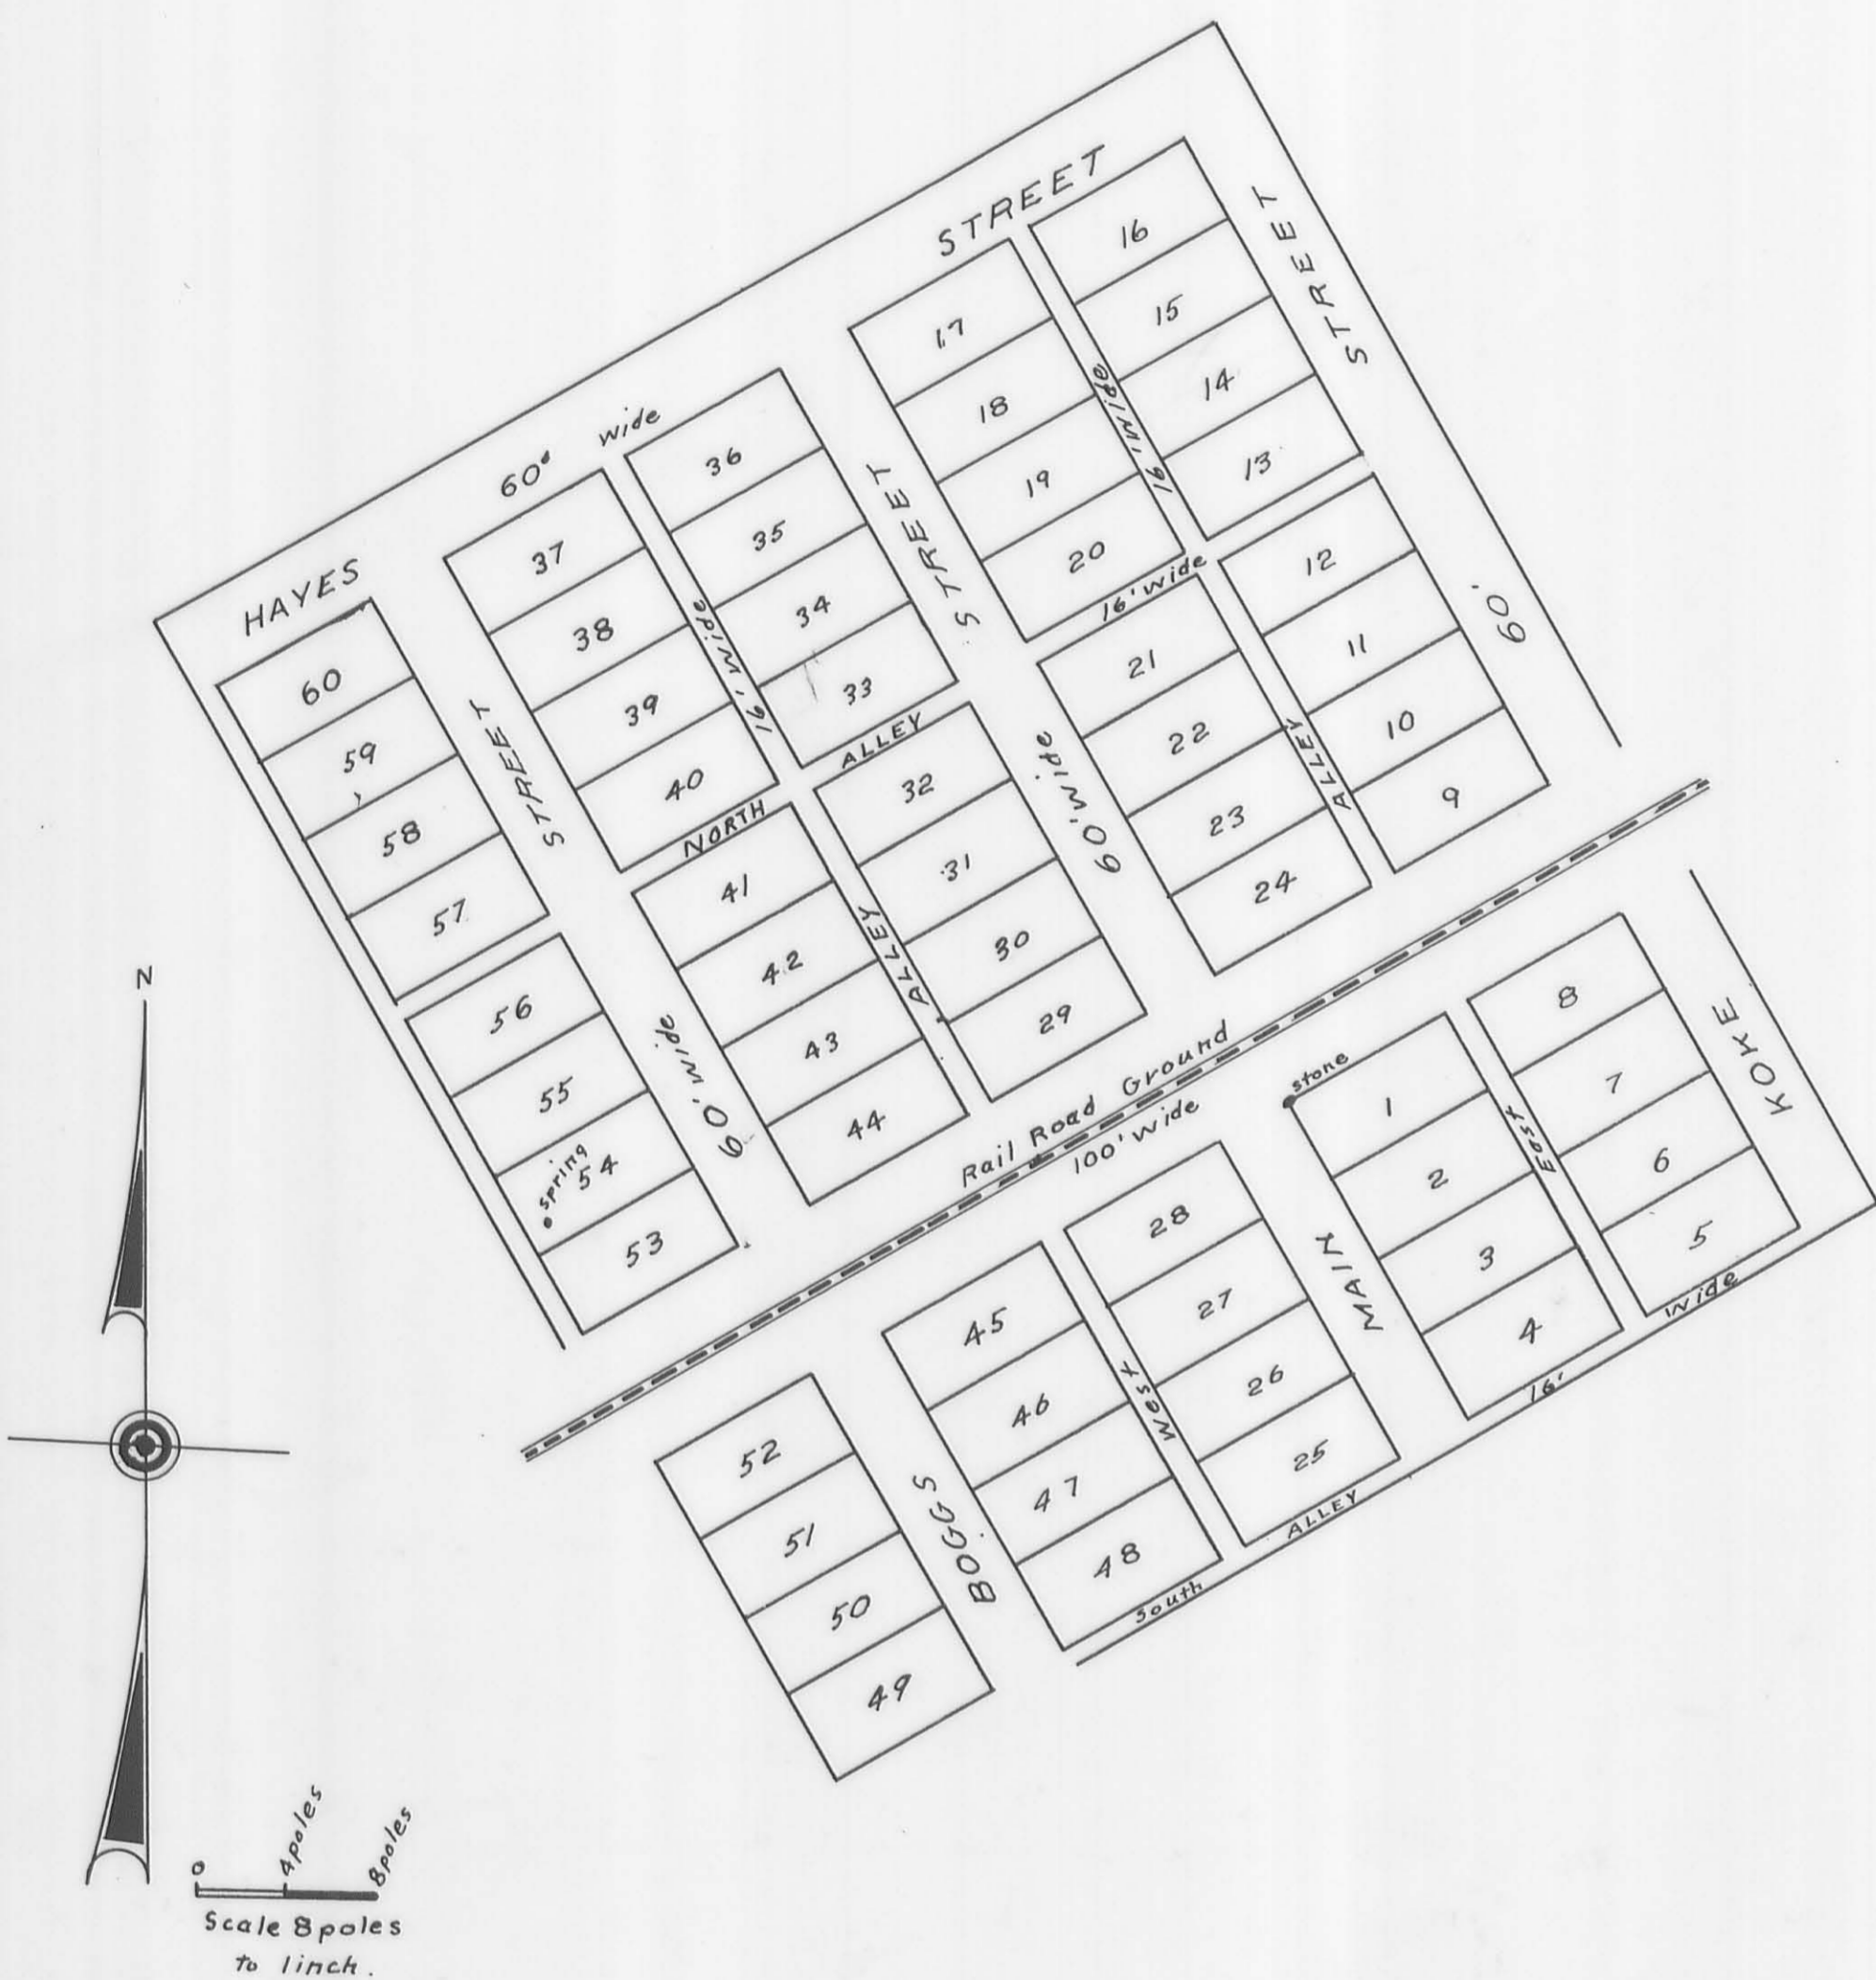 HAYES 60' wide STREET
STREET 60'
KOKE
STREET 60' wide
MAIN
STREET 60' wide
BOGGS
16' wide ALLEY
East
16' wide ALLEY
West
NORTH ALLEY 16' wide
Rail Road Ground
100' wide
South ALLEY 16' wide
stone
spring
16
15
14
13
12
11
10
9
17
18
19
20
21
22
23
24
36
35
34
33
32
31
30
29
37
38
39
40
41
42
43
44
60
59
58
57
56
55
54
53
8
7
6
5
1
2
3
4
28
27
26
25
45
46
47
48
52
51
50
49
N
0 4 poles 8 poles
Scale 8 poles
to 1 inch.